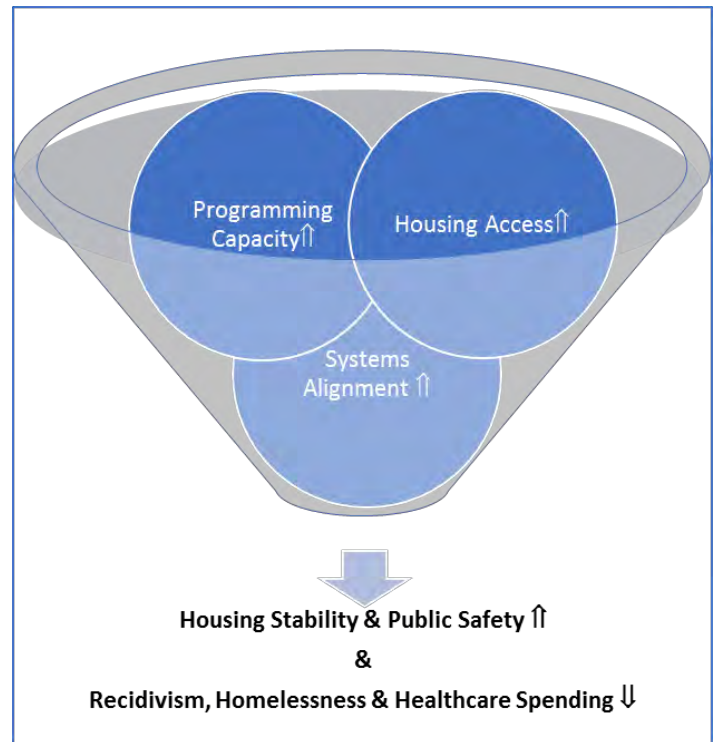 Programming
Capacity⇑
Housing Access⇑
Systems
Alignment ⇑
Housing Stability & Public Safety ⇑
&
Recidivism, Homelessness & Healthcare Spending ⇓